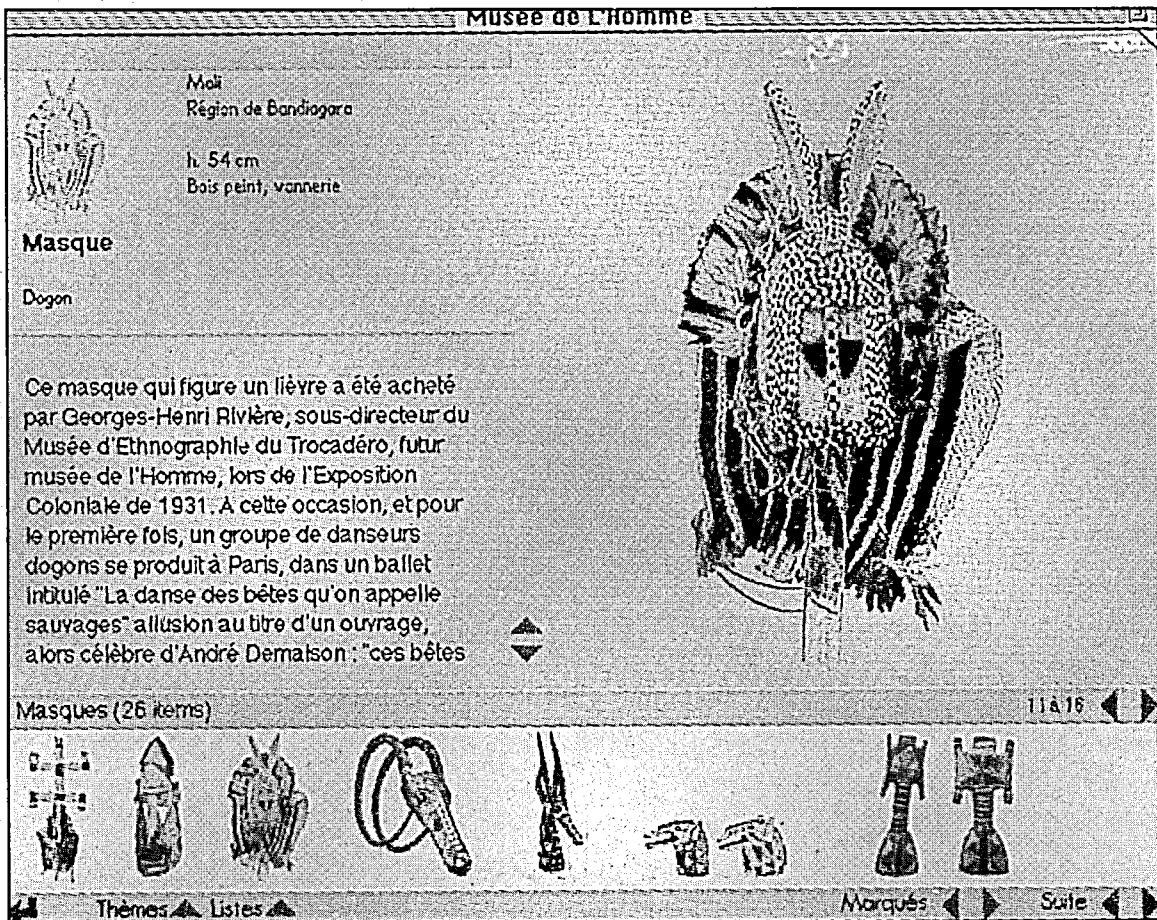 Musée de L'Homme
Mali
Région de Bandiagara
h. 54 cm
Bois peint, vannerie
Masque
Dogon
Ce masque qui figure un lièvre a été acheté
par Georges-Henri Rivière, sous-directeur du
Musée d'Ethnographie du Trocadéro, futur
musée de l'Homme, lors de l'Exposition
Coloniale de 1931. A cette occasion, et pour
le première fois, un groupe de danseurs
dogons se produit à Paris, dans un ballet
intitulé "La danse des bêtes qu'on appelle
sauvages" allusion au titre d'un ouvrage,
alors célèbre d'André Demaison : "ces bêtes
Masques (26 items)
11 à 16
Thèmes Listes
Marqués Suite